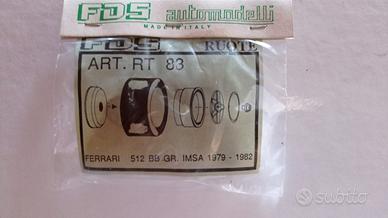 FDS automodelli
MADE IN ITALY
FDS RUOTE
ART. RT 83
FERRARI 512 BB GR. IMSA 1979 - 1982
subito